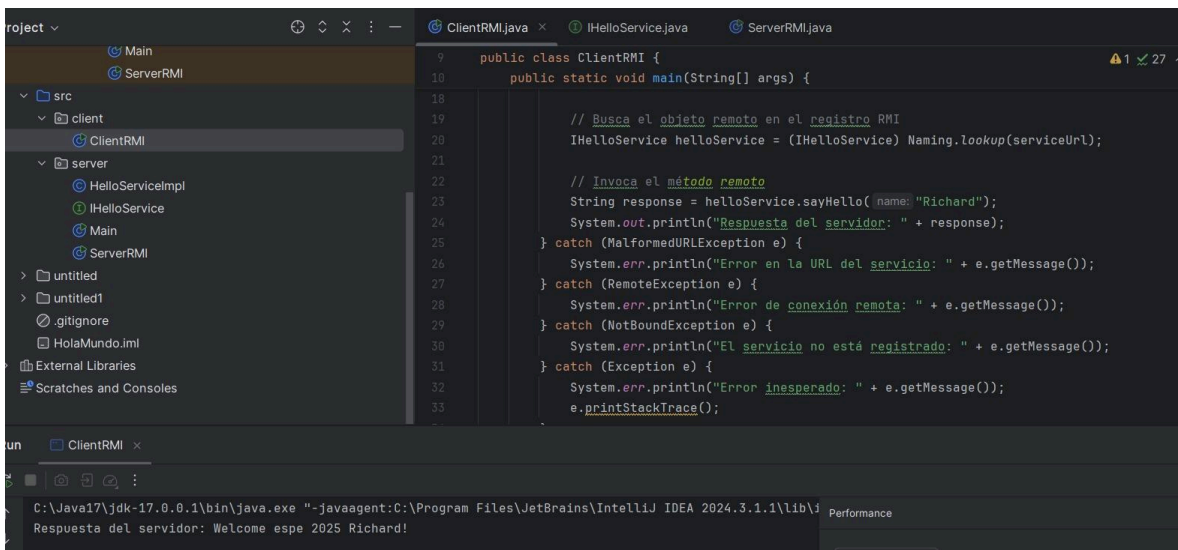 roject
Main
ServerRMI
src
client
ClientRMI
server
HelloServiceImpl
IHelloService
Main
ServerRMI
untitled
untitled1
.gitignore
HolaMundo.iml
External Libraries
Scratches and Consoles
ClientRMI.java
IHelloService.java
ServerRMI.java
1 27
9 public class ClientRMI {
10 public static void main(String[] args) {
18
19 // Busca el objeto remoto en el registro RMI
20 IHelloService helloService = (IHelloService) Naming.lookup(serviceUrl);
21
22 // Invoca el método remoto
23 String response = helloService.sayHello( name: "Richard");
24 System.out.println("Respuesta del servidor: " + response);
25 } catch (MalformedURLException e) {
26 System.err.println("Error en la URL del servicio: " + e.getMessage());
27 } catch (RemoteException e) {
28 System.err.println("Error de conexión remota: " + e.getMessage());
29 } catch (NotBoundException e) {
30 System.err.println("El servicio no está registrado: " + e.getMessage());
31 } catch (Exception e) {
32 System.err.println("Error inesperado: " + e.getMessage());
33 e.printStackTrace();
un ClientRMI
C:\Java17\jdk-17.0.0.1\bin\java.exe "-javaagent:C:\Program Files\JetBrains\IntelliJ IDEA 2024.3.1.1\lib\i
Respuesta del servidor: Welcome espe 2025 Richard!
Performance